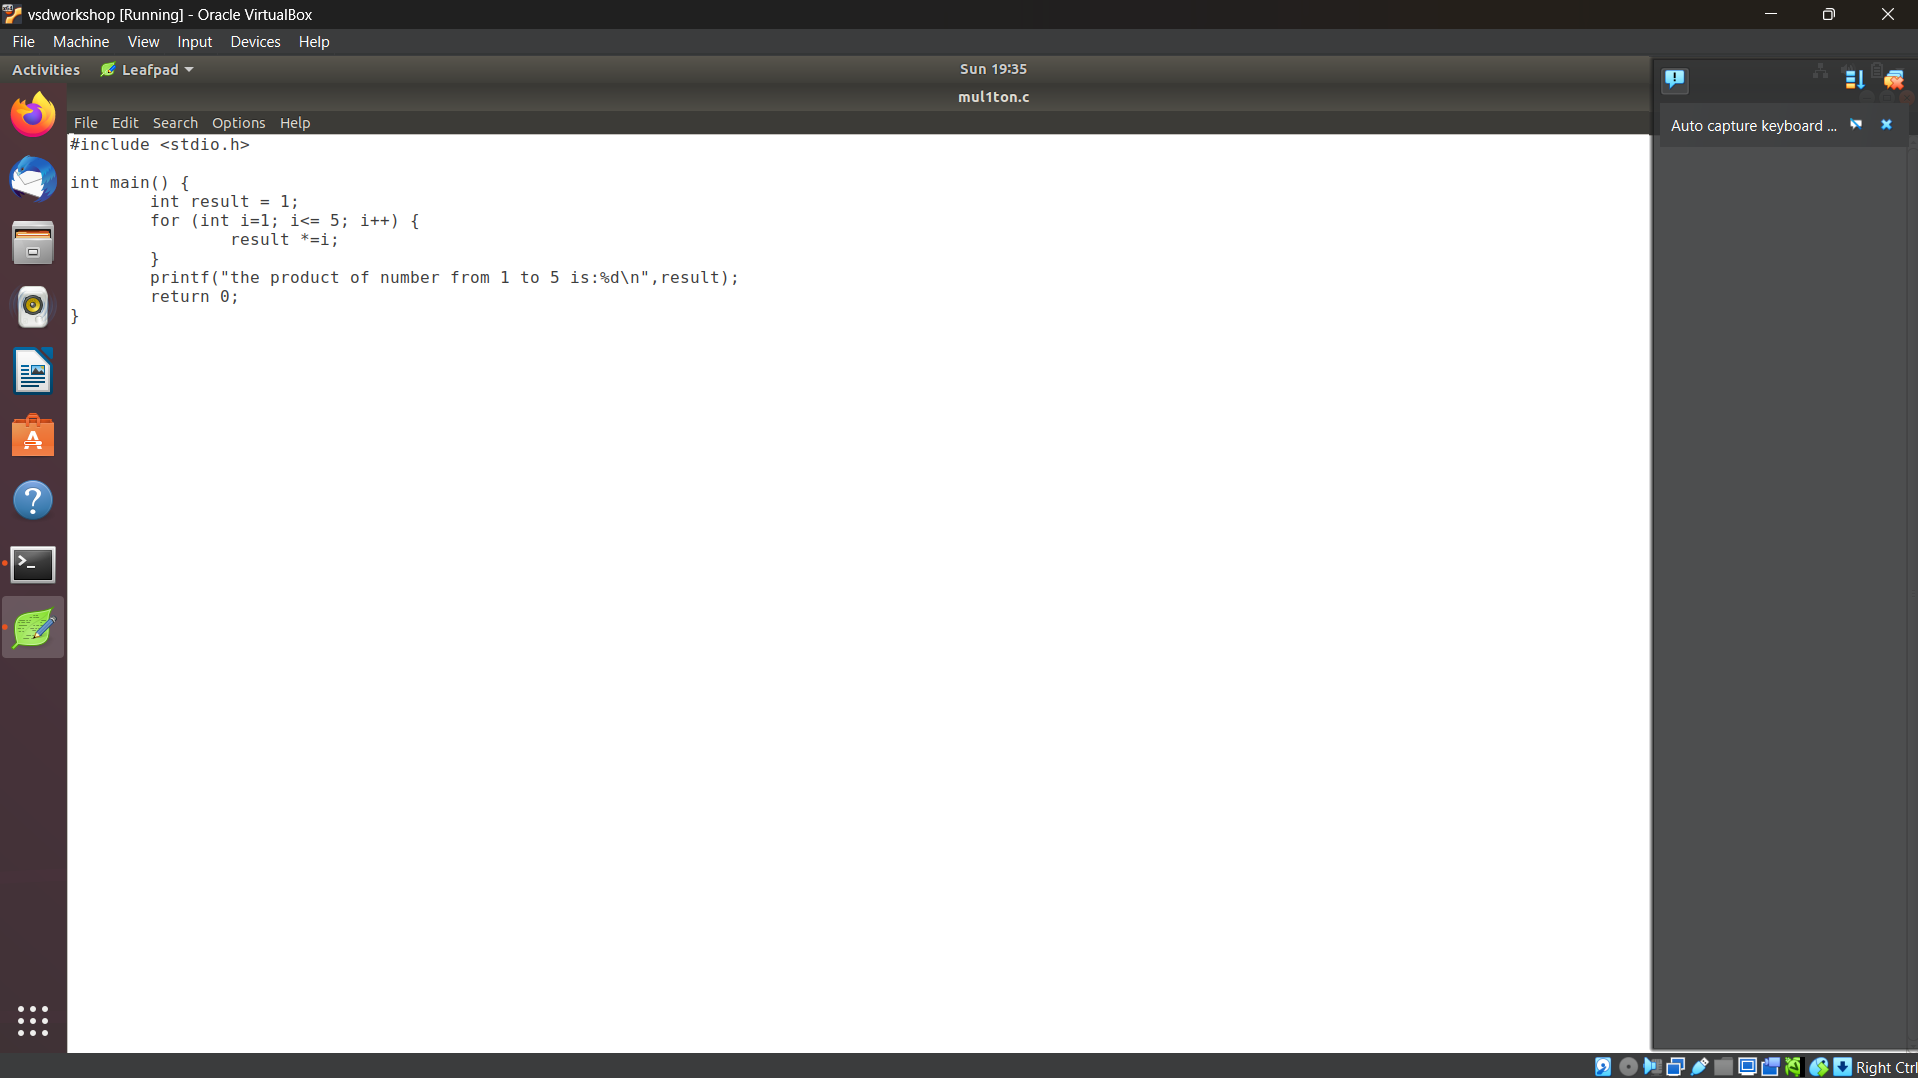 vsdworkshop [Running] - Oracle VirtualBox
File Machine View Input Devices Help
Activities Leafpad Sun 19:35
mul1ton.c
File Edit Search Options Help
Auto capture keyboard ...
#include <stdio.h>
int main() {
int result = 1;
for (int i=1; i<= 5; i++) {
result *=i;
}
printf("the product of number from 1 to 5 is:%d\n",result);
return 0;
}
Right Ctrl